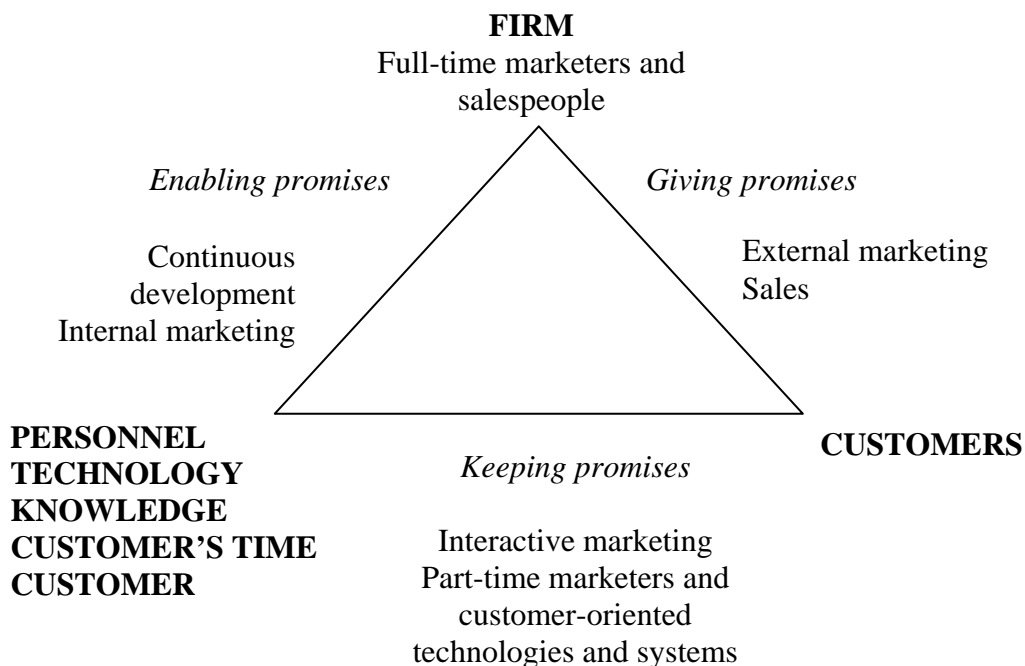 FIRM
Full-time marketers and
salespeople
Enabling promises
Giving promises
Continuous
development
Internal marketing
External marketing
Sales
PERSONNEL
TECHNOLOGY
KNOWLEDGE
CUSTOMER’S TIME
CUSTOMER
CUSTOMERS
Keeping promises
Interactive marketing
Part-time marketers and
customer-oriented
technologies and systems